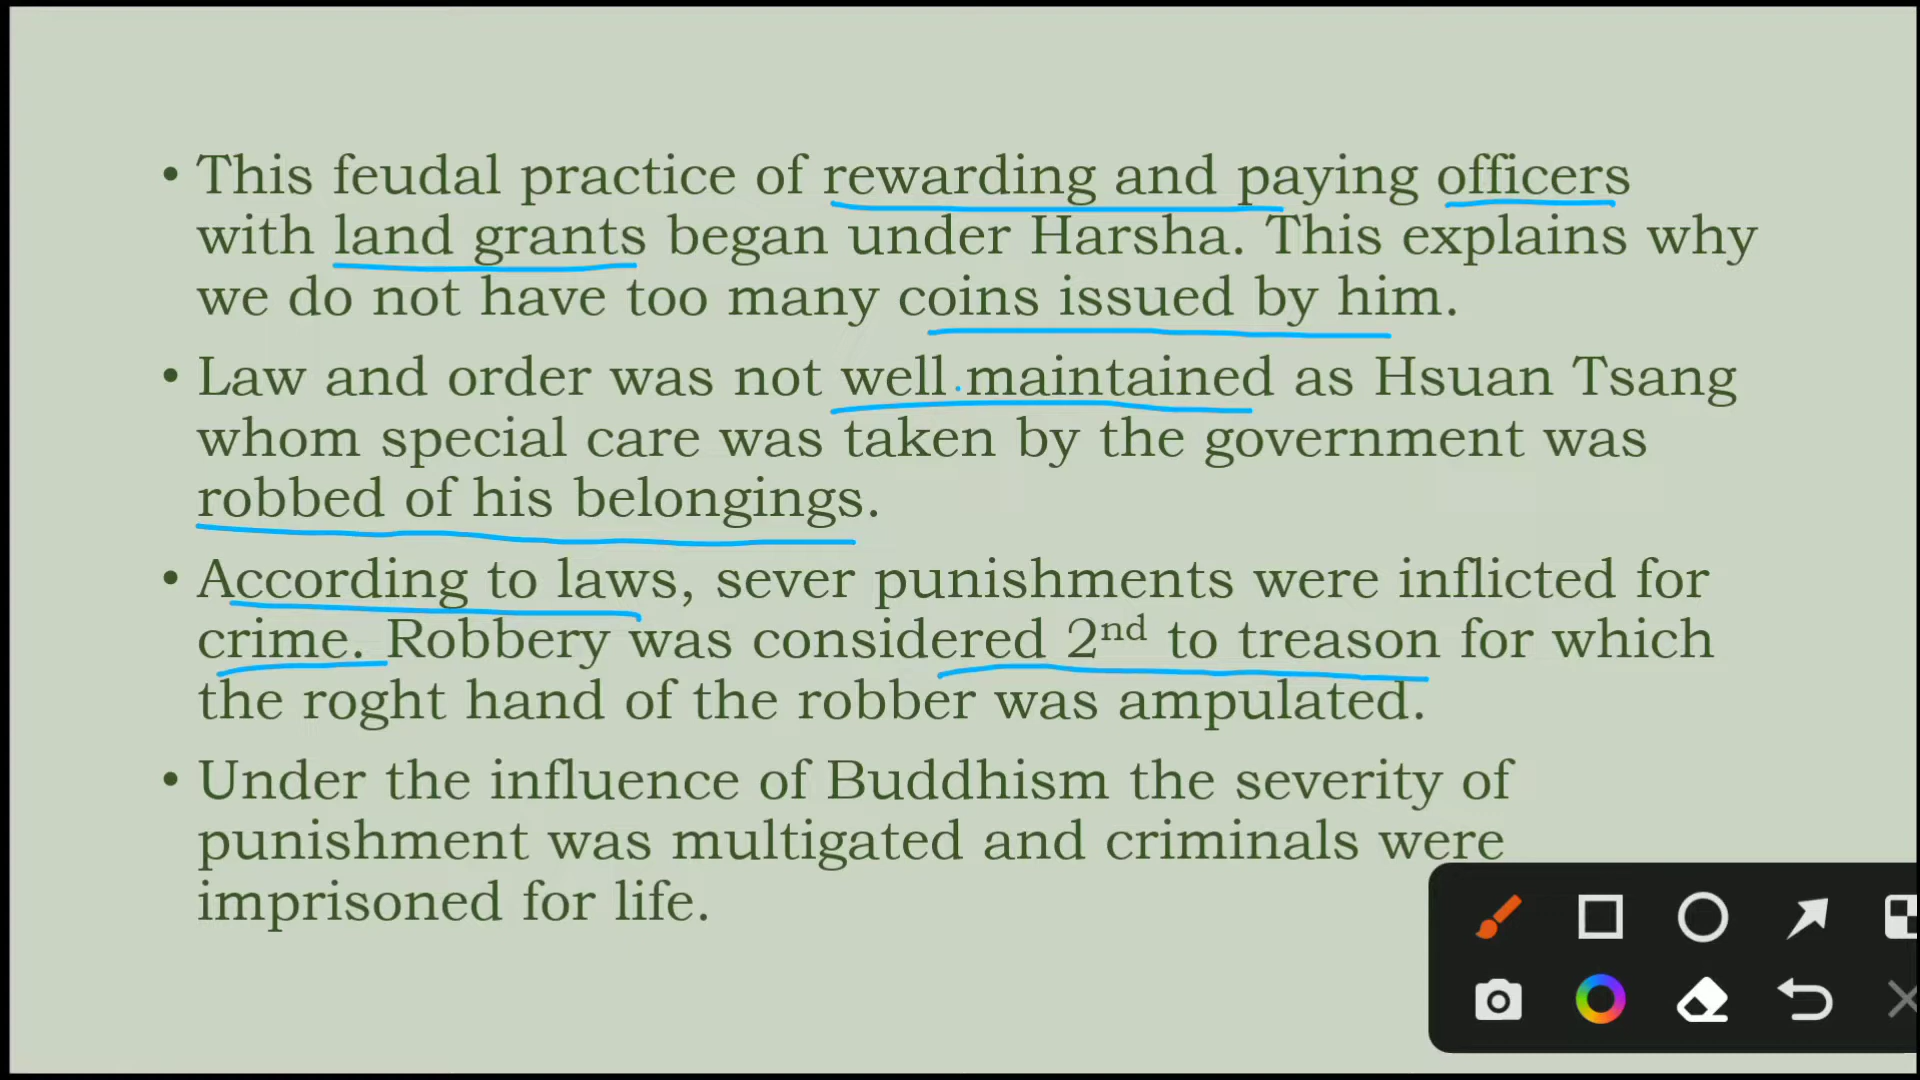 • This feudal practice of rewarding and paying officers
with land grants began under Harsha. This explains why
we do not have too many coins issued by him.
• Law and order was not well maintained as Hsuan Tsang
whom special care was taken by the government was
robbed of his belongings.
• According to laws, sever punishments were inflicted for
crime. Robbery was considered 2nd to treason for which
the roght hand of the robber was ampulated.
• Under the influence of Buddhism the severity of
punishment was multigated and criminals were
imprisoned for life.